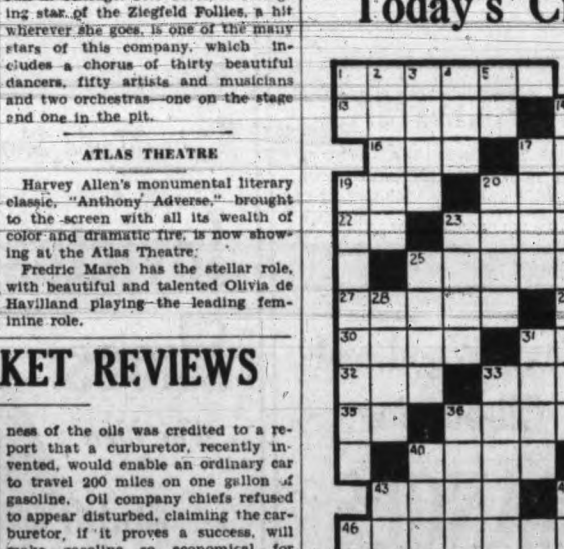 ing star of the Ziegfeld Follies, a hit
wherever she goes, is one of the many
stars of this company, which in-
cludes a chorus of thirty beautiful
dancers, fifty artists and musicians
and two orchestras—one on the stage
and one in the pit.
ATLAS THEATRE
Harvey Allen's monumental literary
classic, "Anthony Adverse," brought
to the screen with all its wealth of
color and dramatic fire, is now show-
ing at the Atlas Theatre.
Fredric March has the stellar role,
with beautiful and talented Olivia de
Havilland playing the leading fem-
inine role.
KET REVIEWS
ness of the oils was credited to a re-
port that a curburetor, recently in-
vented, would enable an ordinary car
to travel 200 miles on one gallon of
gasoline. Oil company chiefs refused
to appear disturbed, claiming the car-
buretor, if it proves a success, will
Today's C
1 2 3 4 5
13
16 17
19 20
22 23
25
27 28
30 31
32 33
35 36
40
43
46